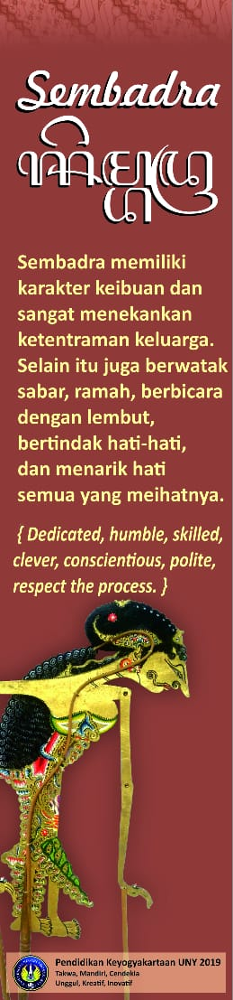 Sembadra
Sembadra memiliki
karakter keibuan dan
sangat menekankan
ketentraman keluarga.
Selain itu juga berwatak
sabar, ramah, berbicara
dengan lembut,
bertindak hati-hati,
dan menarik hati
semua yang meihatnya.
{ Dedicated, humble, skilled,
clever, conscientious, polite,
respect the process. }
Pendidikan Keyogyakartaan UNY 2019
Takwa, Mandiri, Cendekia
Unggul, Kreatif, Inovatif